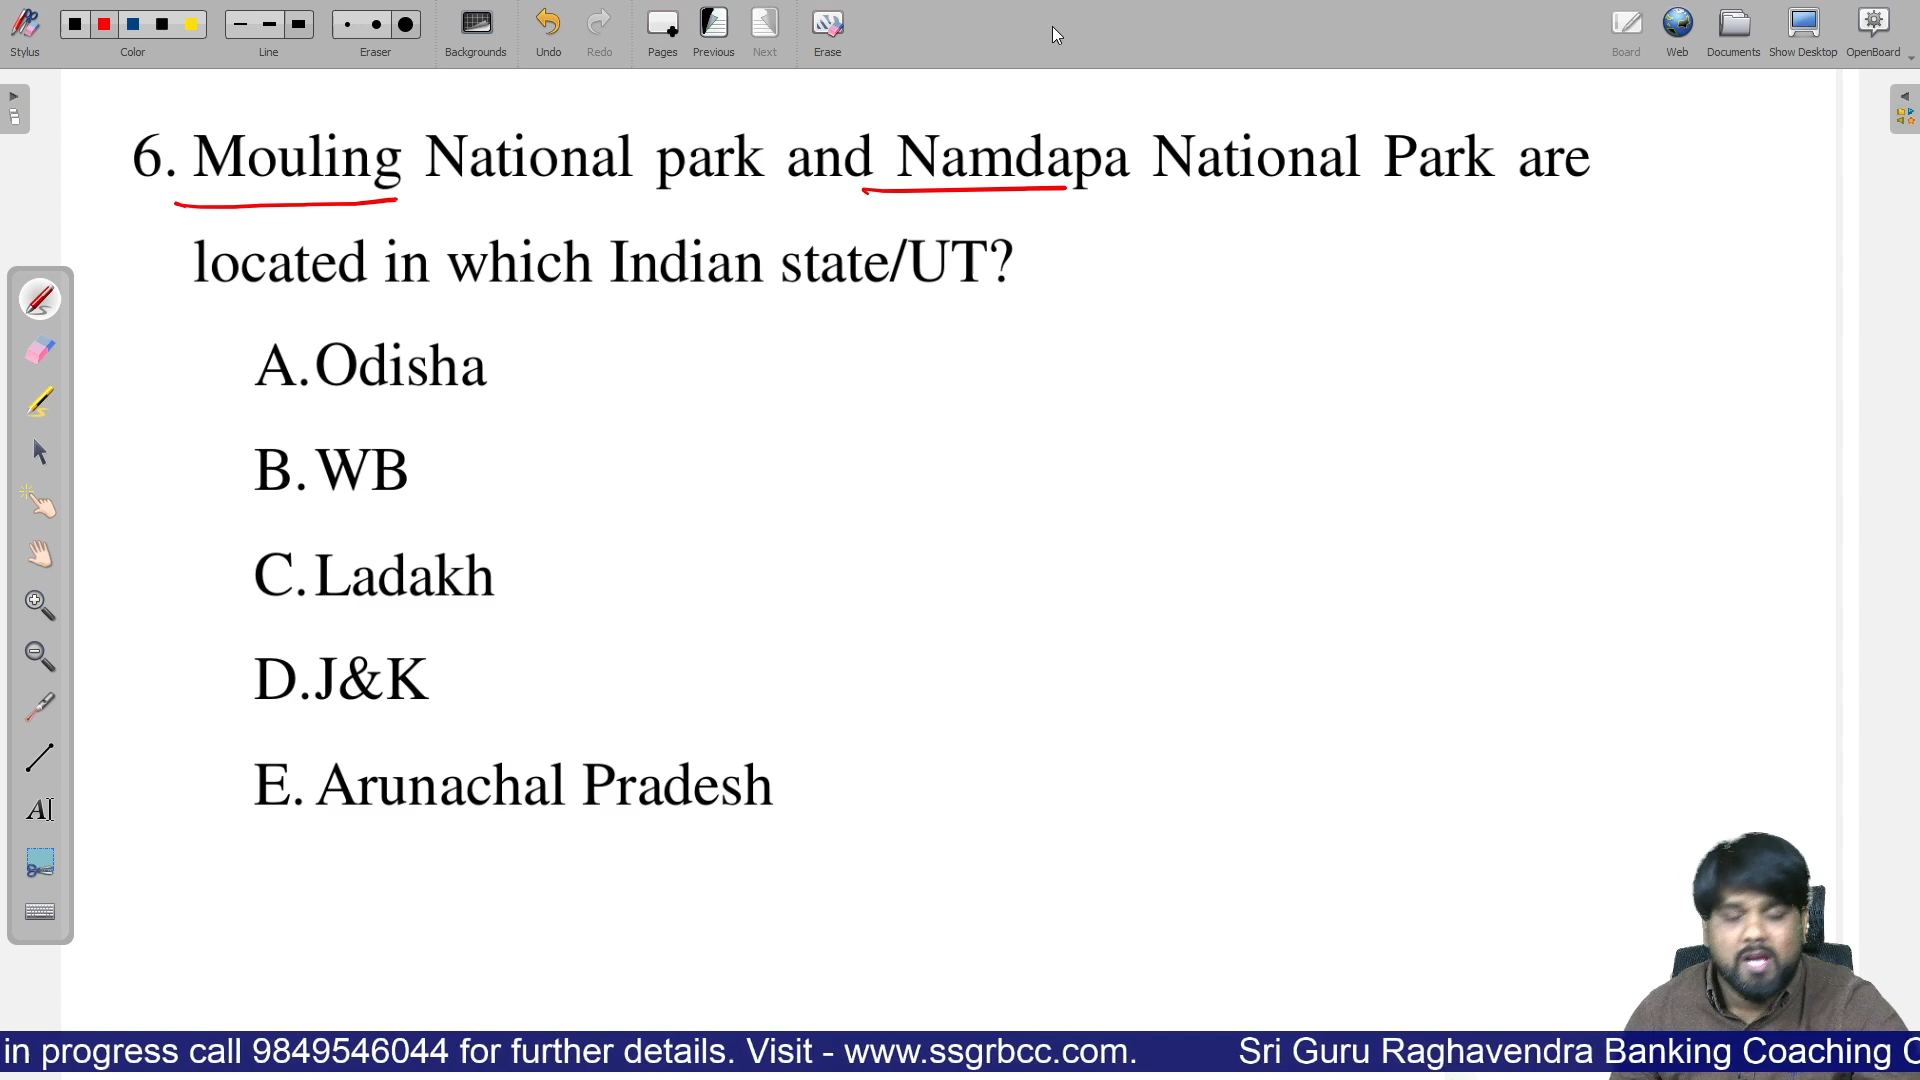 Stylus Color Line Eraser Backgrounds Undo Redo Pages Previous Next Erase Board Web Documents Show Desktop OpenBoard
6. Mouling National park and Namdapa National Park are
located in which Indian state/UT?
A. Odisha
B. WB
C. Ladakh
D. J&K
E. Arunachal Pradesh
in progress call 9849546044 for further details. Visit - www.ssgrbcc.com. Sri Guru Raghavendra Banking Coaching C